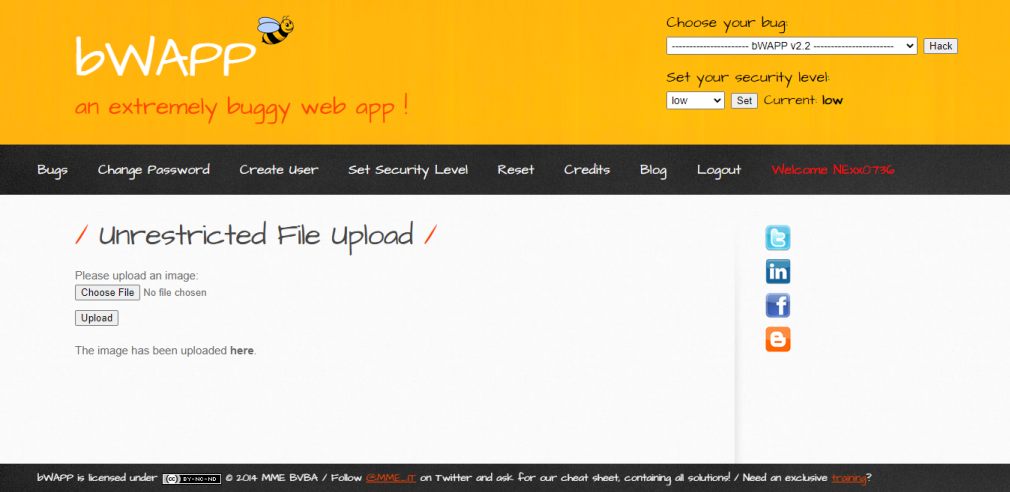 bWAPP
an extremely buggy web app !
Choose your bug:
---------------------- bWAPP v2.2 -----------------------
Hack
Set your security level:
low
Set
Current: low
Bugs
Change Password
Create User
Set Security Level
Reset
Credits
Blog
Logout
Welcome NExx0736
/ Unrestricted File Upload /
Please upload an image:
Choose File No file chosen
Upload
The image has been uploaded here.
bWAPP is licensed under (cc) BY-NC-ND © 2014 MME BVBA / Follow @MME_IT on Twitter and ask for our cheat sheet, containing all solutions! / Need an exclusive training?